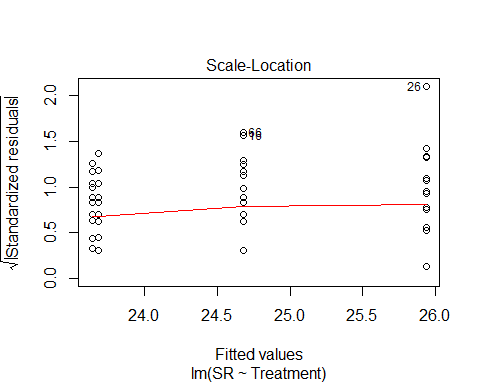 Scale-Location
√|Standardized residuals|
2.0
1.5
1.0
0.5
0.0
26
66
24.0 24.5 25.0 25.5 26.0
Fitted values
lm(SR ~ Treatment)